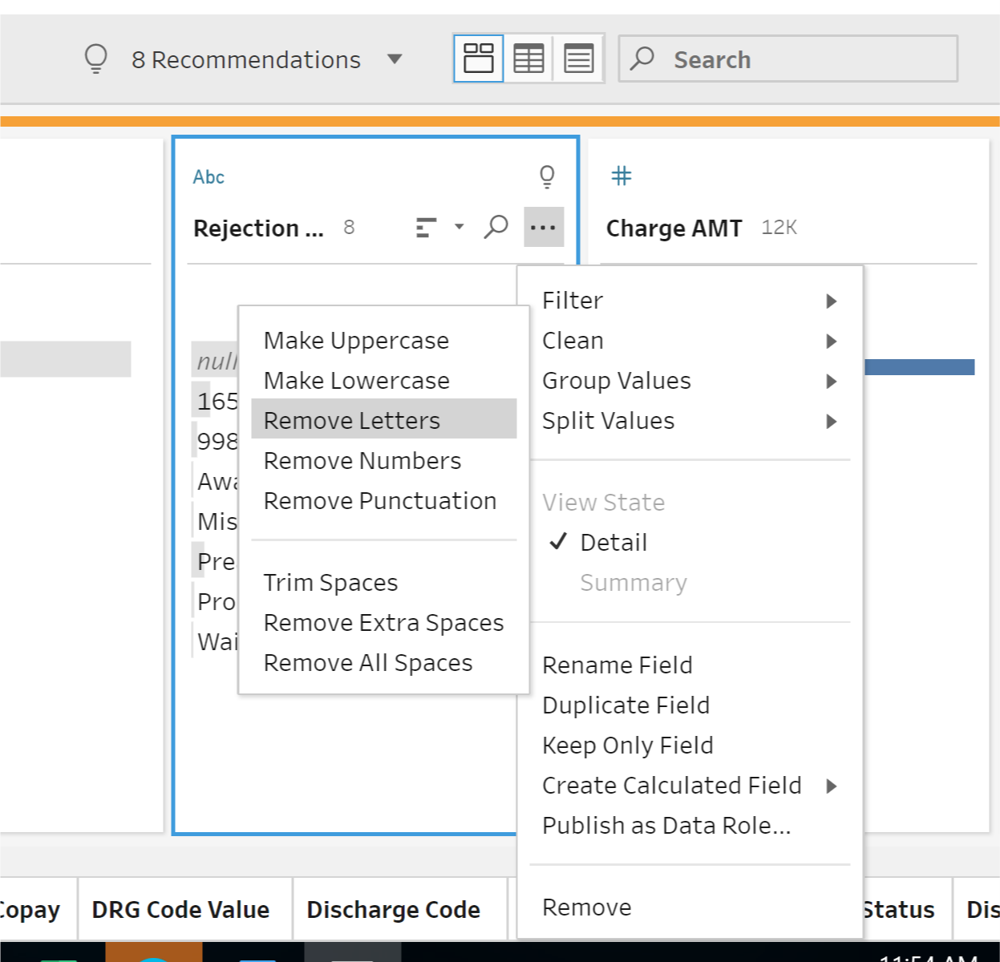 8 Recommendations
Search
Abc
#
Rejection ... 8
Charge AMT 12K
null
165
998
Mis
Pre
Pro
Make Uppercase
Make Lowercase
Remove Letters
Remove Numbers
Remove Punctuation
Trim Spaces
Remove Extra Spaces
Remove All Spaces
Filter
Clean
Group Values
Split Values
View State
✓ Detail
Summary
Rename Field
Duplicate Field
Keep Only Field
Create Calculated Field
Publish as Data Role...
Remove
Copay DRG Code Value Discharge Code Status Dis
11:54 AM